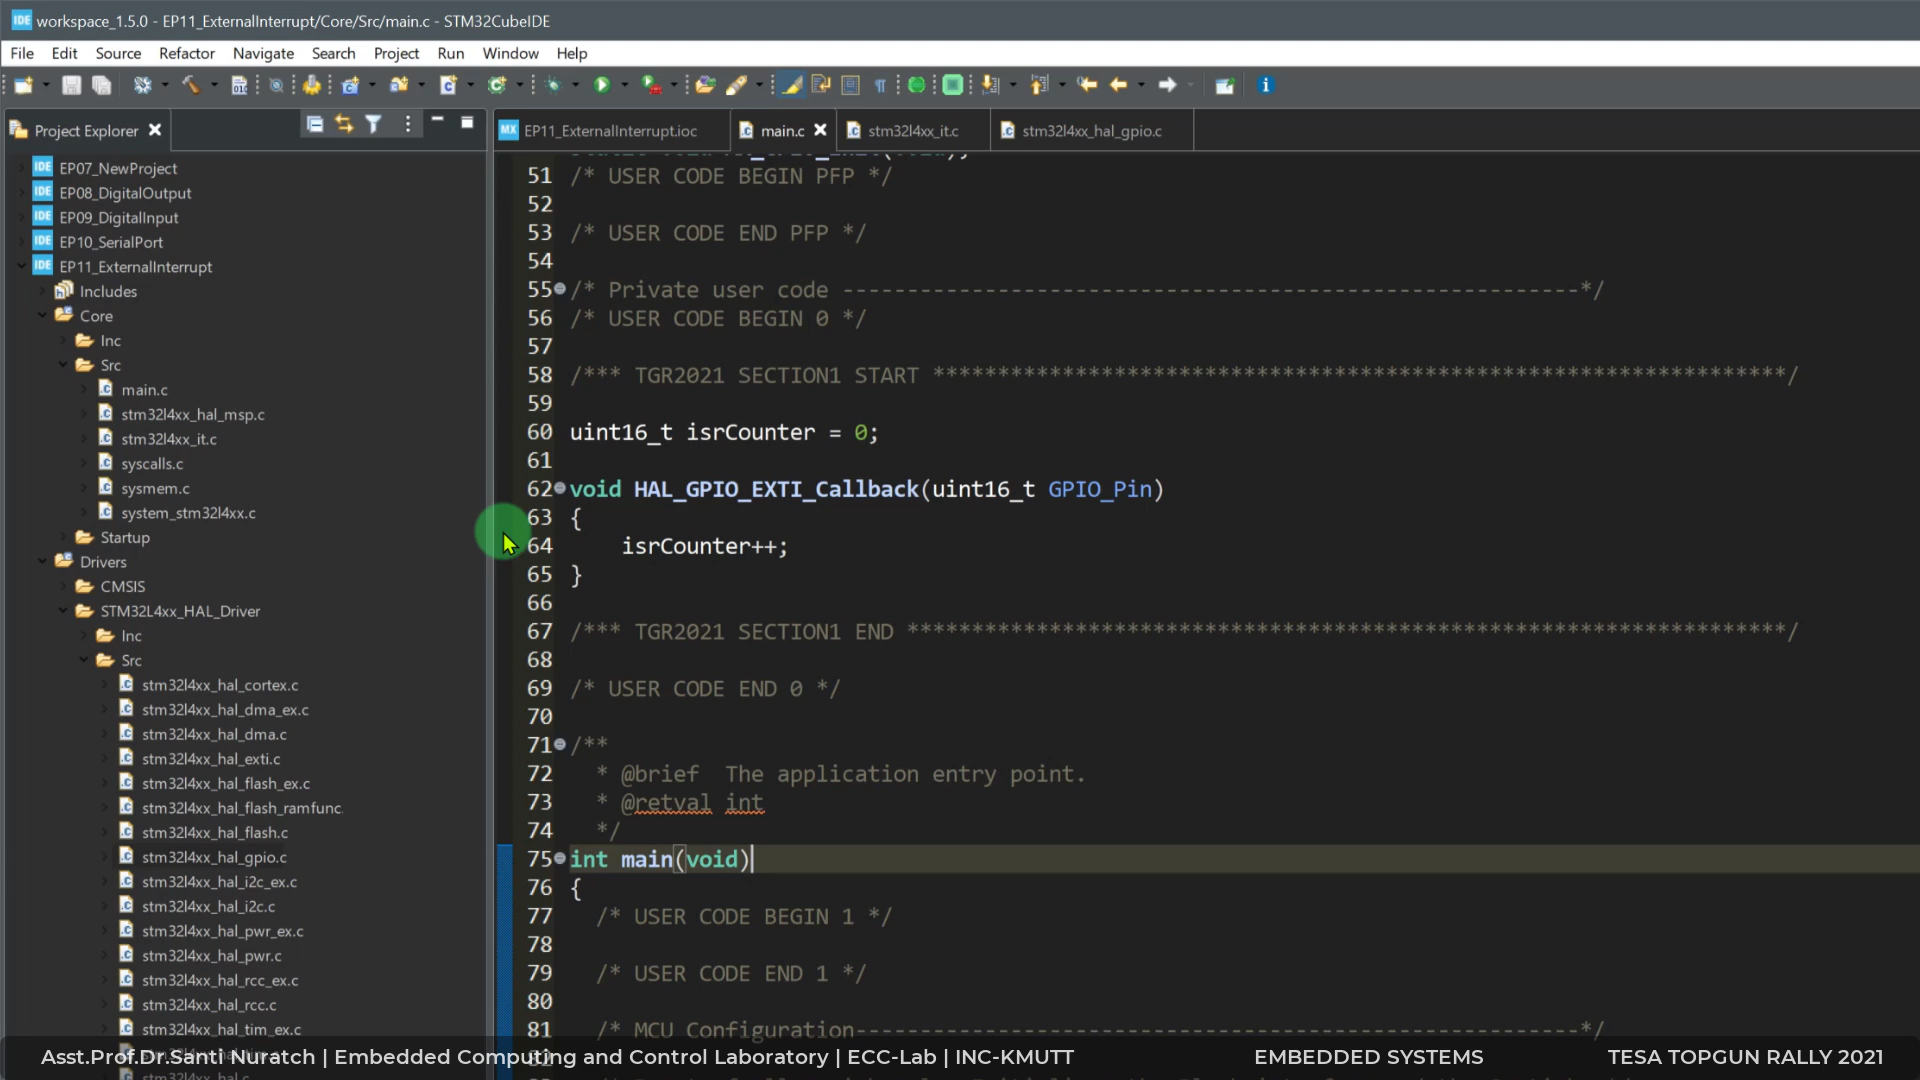 workspace_1.5.0 - EP11_ExternalInterrupt/Core/Src/main.c - STM32CubeIDE
File Edit Source Refactor Navigate Search Project Run Window Help
Project Explorer
EP07_NewProject
EP08_DigitalOutput
EP09_DigitalInput
EP10_SerialPort
EP11_ExternalInterrupt
Includes
Core
Inc
Src
main.c
stm32l4xx_hal_msp.c
stm32l4xx_it.c
syscalls.c
sysmem.c
system_stm32l4xx.c
Startup
Drivers
CMSIS
STM32L4xx_HAL_Driver
Inc
Src
stm32l4xx_hal_cortex.c
stm32l4xx_hal_dma_ex.c
stm32l4xx_hal_dma.c
stm32l4xx_hal_exti.c
stm32l4xx_hal_flash_ex.c
stm32l4xx_hal_flash_ramfunc.
stm32l4xx_hal_flash.c
stm32l4xx_hal_gpio.c
stm32l4xx_hal_i2c_ex.c
stm32l4xx_hal_i2c.c
stm32l4xx_hal_pwr_ex.c
stm32l4xx_hal_pwr.c
stm32l4xx_hal_rcc_ex.c
stm32l4xx_hal_rcc.c
stm32l4xx_hal_tim_ex.c
EP11_ExternalInterrupt.ioc main.c stm32l4xx_it.c stm32l4xx_hal_gpio.c
51 /* USER CODE BEGIN PFP */
52
53 /* USER CODE END PFP */
54
55 /* Private user code ---------------------------------------------------------*/
56 /* USER CODE BEGIN 0 */
57
58 /*** TGR2021 SECTION1 START ******************************************************************/
59
60 uint16_t isrCounter = 0;
61
62 void HAL_GPIO_EXTI_Callback(uint16_t GPIO_Pin)
63 {
64 isrCounter++;
65 }
66
67 /*** TGR2021 SECTION1 END ********************************************************************/
68
69 /* USER CODE END 0 */
70
71 /**
72 * @brief The application entry point.
73 * @retval int
74 */
75 int main(void)
76 {
77 /* USER CODE BEGIN 1 */
78
79 /* USER CODE END 1 */
80
81 /* MCU Configuration--------------------------------------------------------*/
Asst.Prof.Dr.Santi Nuratch | Embedded Computing and Control Laboratory | ECC-Lab | INC-KMUTT EMBEDDED SYSTEMS TESA TOPGUN RALLY 2021